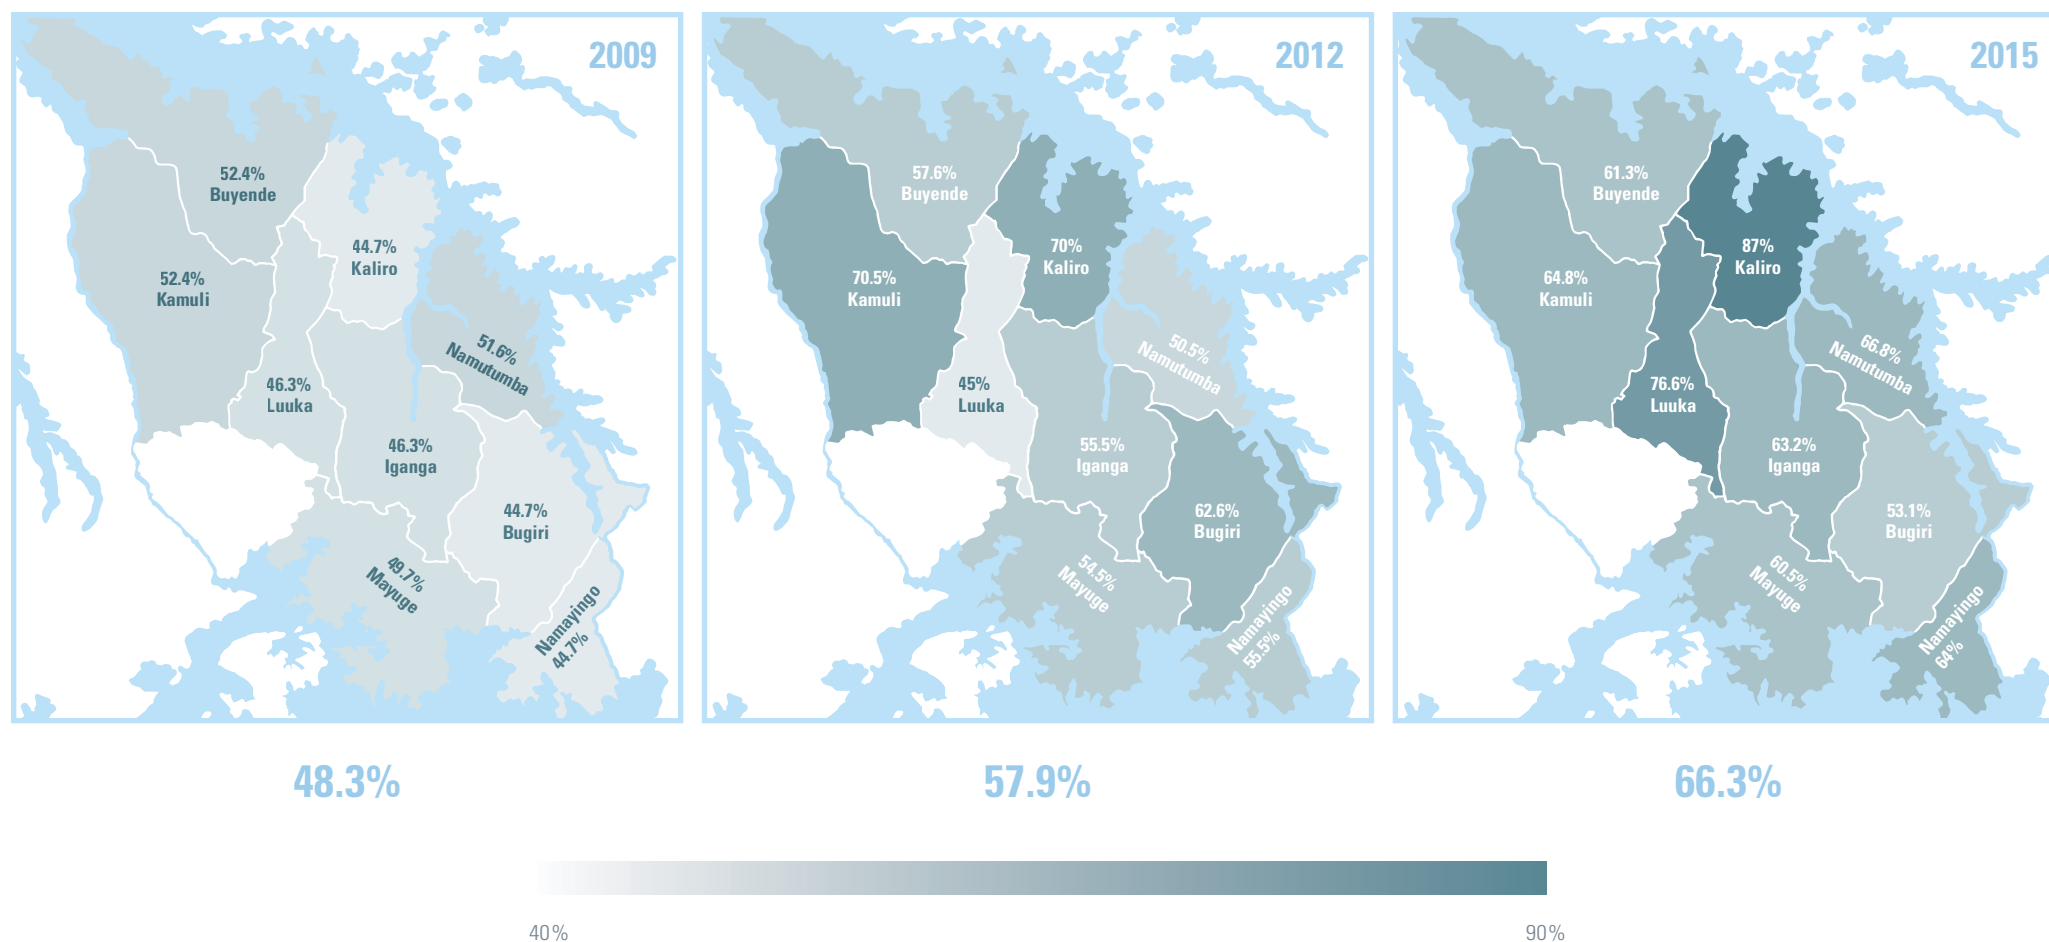 2009
52.4%
Buyende
44.7%
Kaliro
52.4%
Kamuli
51.6%
Namutumba
46.3%
Luuka
46.3%
Iganga
44.7%
Bugiri
49.7%
Mayuge
Namayingo
44.7%
48.3%
2012
57.6%
Buyende
70%
Kaliro
70.5%
Kamuli
50.5%
Namutumba
45%
Luuka
55.5%
Iganga
62.6%
Bugiri
54.5%
Mayuge
Namayingo
55.5%
57.9%
2015
61.3%
Buyende
87%
Kaliro
64.8%
Kamuli
66.8%
Namutumba
76.6%
Luuka
63.2%
Iganga
53.1%
Bugiri
60.5%
Mayuge
Namayingo
64%
66.3%
40%
90%